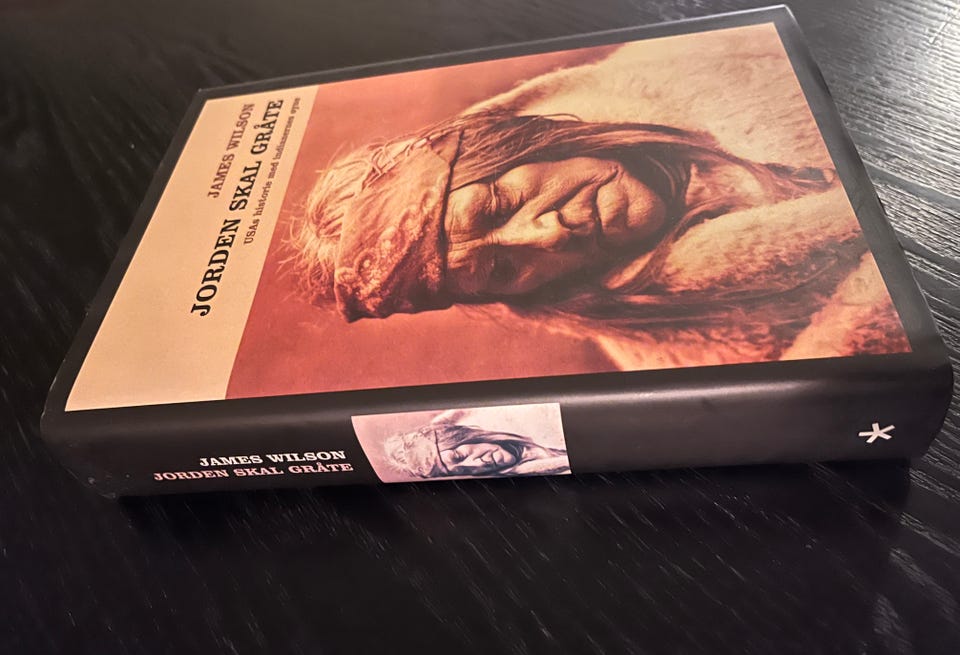 JAMES WILSON
JORDEN SKAL GRÅTE
USAs historie med indianernes øyne
JAMES WILSON
JORDEN SKAL GRÅTE